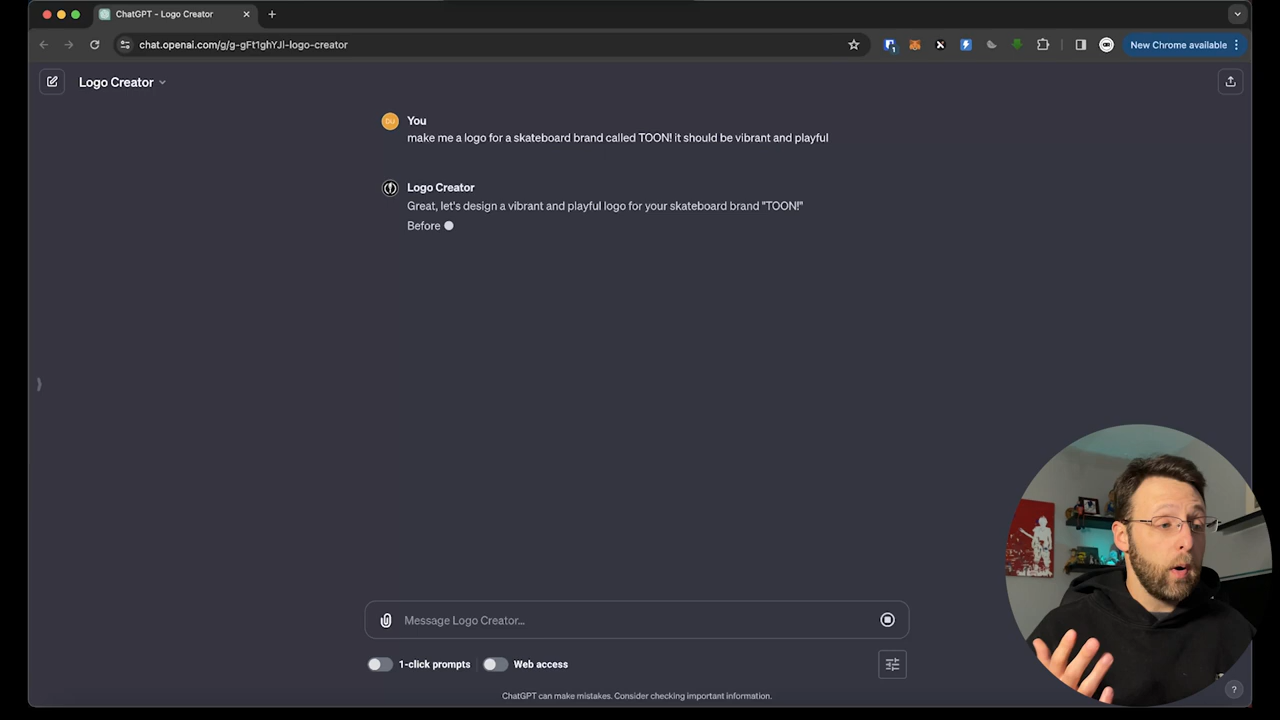 ChatGPT - Logo Creator
chat.openai.com/g/g-gFt1ghYJl-logo-creator
New Chrome available
Logo Creator
You
make me a logo for a skateboard brand called TOON! it should be vibrant and playful
Logo Creator
Great, let's design a vibrant and playful logo for your skateboard brand "TOON!"
Before
Message Logo Creator...
1-click prompts
Web access
ChatGPT can make mistakes. Consider checking important information.
?